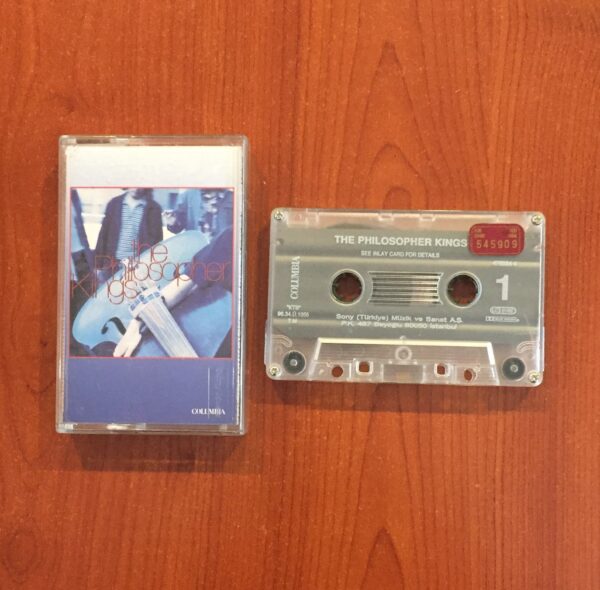 the
Philosopher
Kings
COLUMBIA
THE PHILOSOPHER KINGS
SEE INLAY CARD FOR DETAILS
545909
COLUMBIA
1
Sony (Türkiye) Müzik ve Sanat A.Ş.
P.K. 487 Beyoğlu 80050 İstanbul